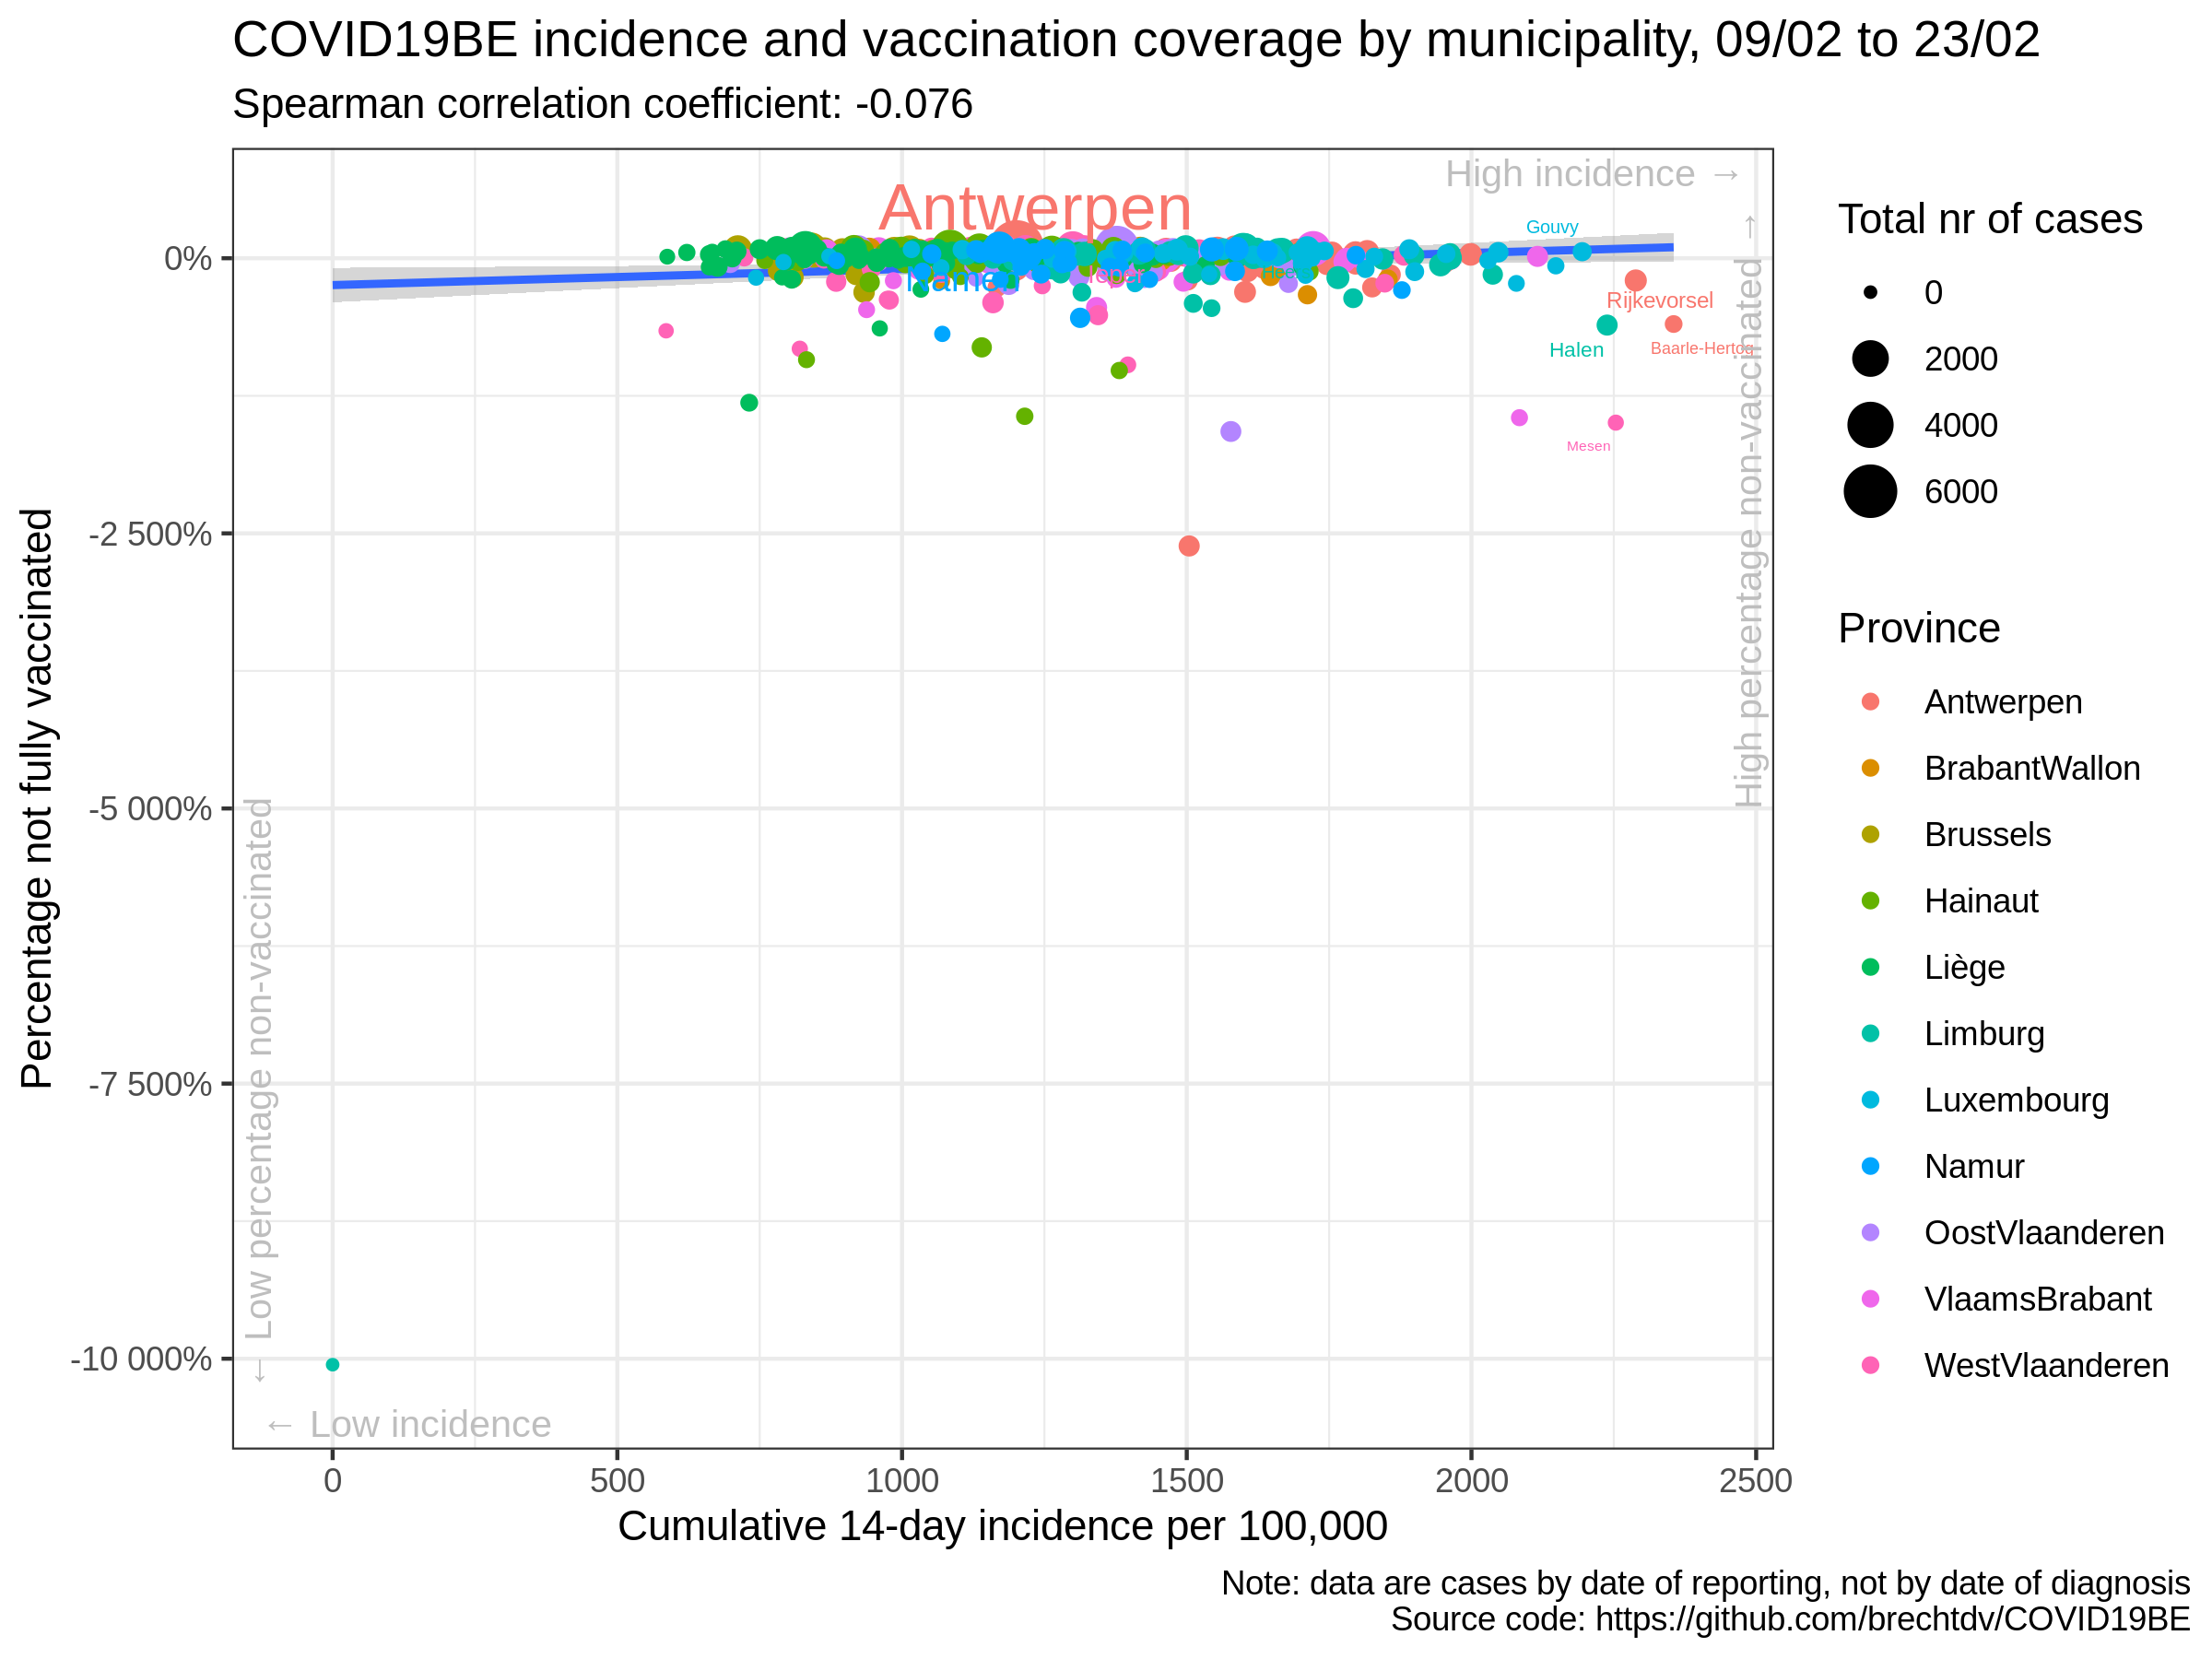 COVID19BE incidence and vaccination coverage by municipality, 09/02 to 23/02
Spearman correlation coefficient: -0.076
High incidence →
High percentage non-vaccinated →
Antwerpen
Gouvy
Namen
Rijkevorsel
Halen
Baarle-Hertog
Mesen
0%
-2 500%
-5 000%
-7 500%
-10 000%
Percentage not fully vaccinated
← Low percentage non-vaccinated
← Low incidence
0
500
1000
1500
2000
2500
Cumulative 14-day incidence per 100,000
Total nr of cases
0
2000
4000
6000
Province
Antwerpen
BrabantWallon
Brussels
Hainaut
Liège
Limburg
Luxembourg
Namur
OostVlaanderen
VlaamsBrabant
WestVlaanderen
Note: data are cases by date of reporting, not by date of diagnosis
Source code: https://github.com/brechtdv/COVID19BE